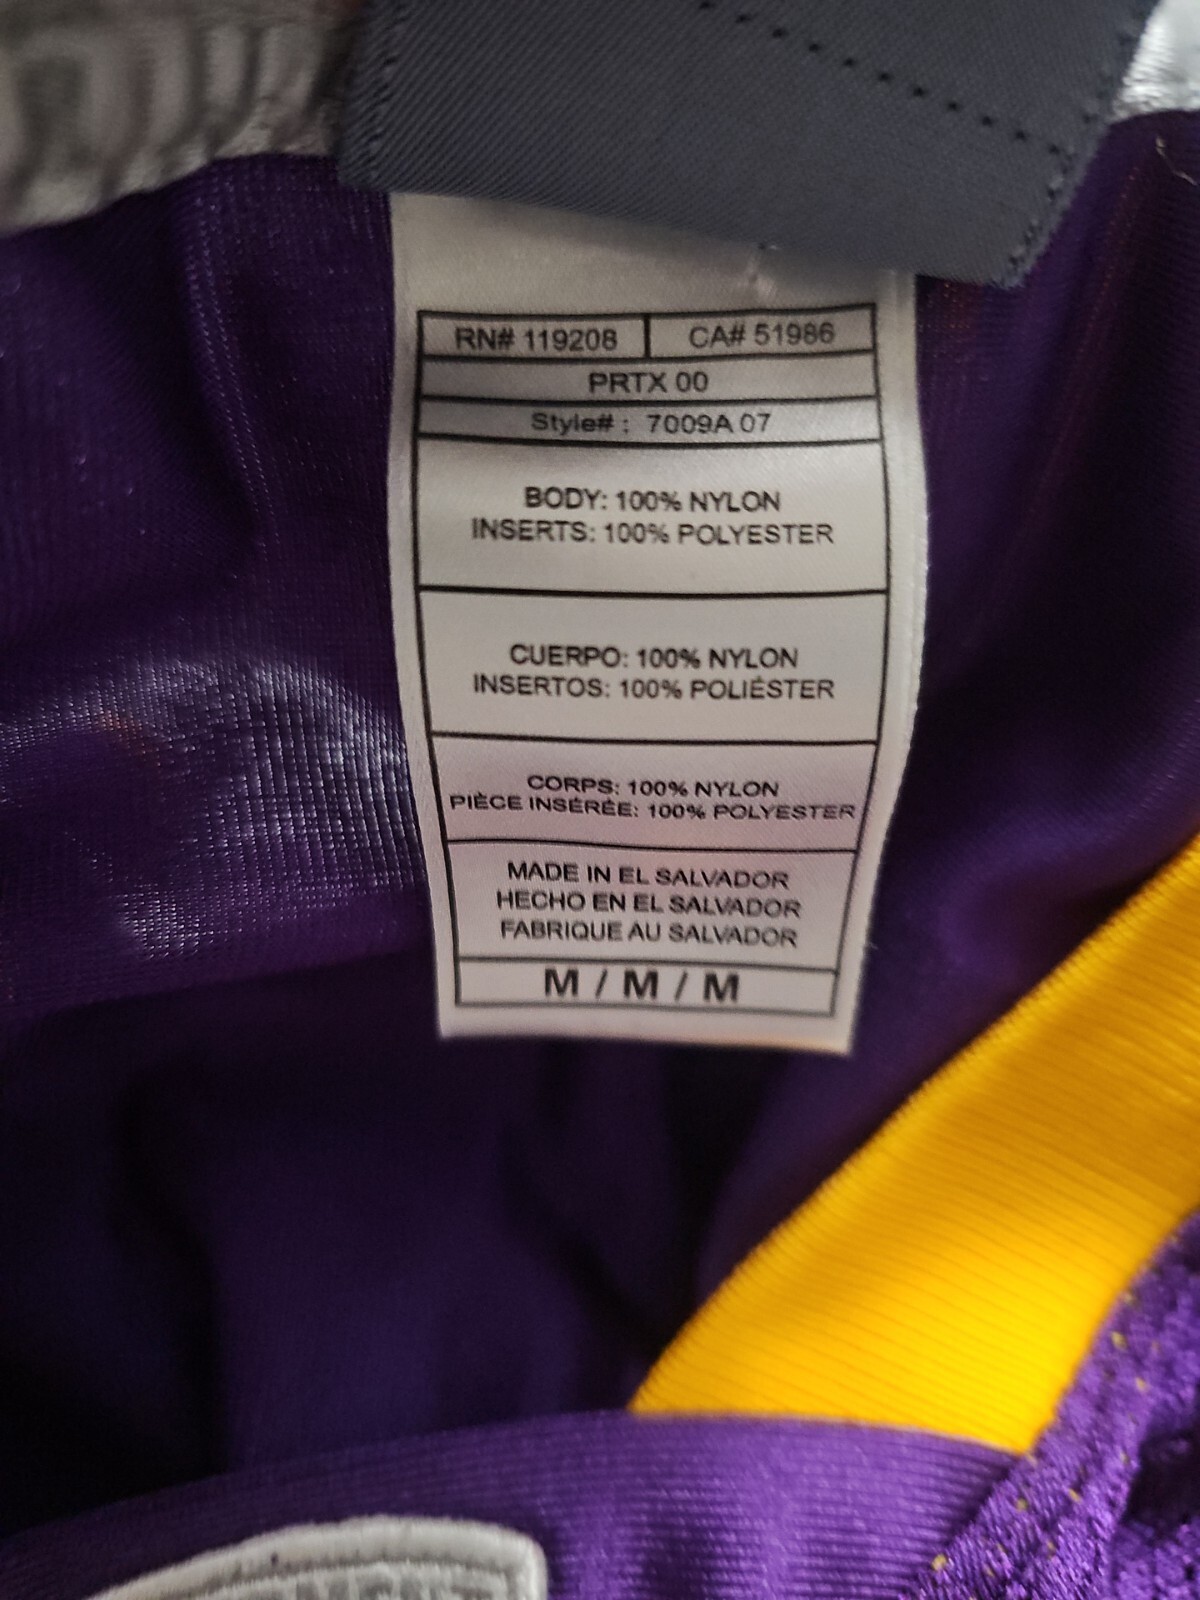 RN# 119208 CA# 51986
PRTX 00
Style# : 7009A 07
BODY: 100% NYLON
INSERTS: 100% POLYESTER
CUERPO: 100% NYLON
INSERTOS: 100% POLIÉSTER
CORPS: 100% NYLON
PIÈCE INSÉRÉE: 100% POLYESTER
MADE IN EL SALVADOR
HECHO EN EL SALVADOR
FABRIQUE AU SALVADOR
M / M / M